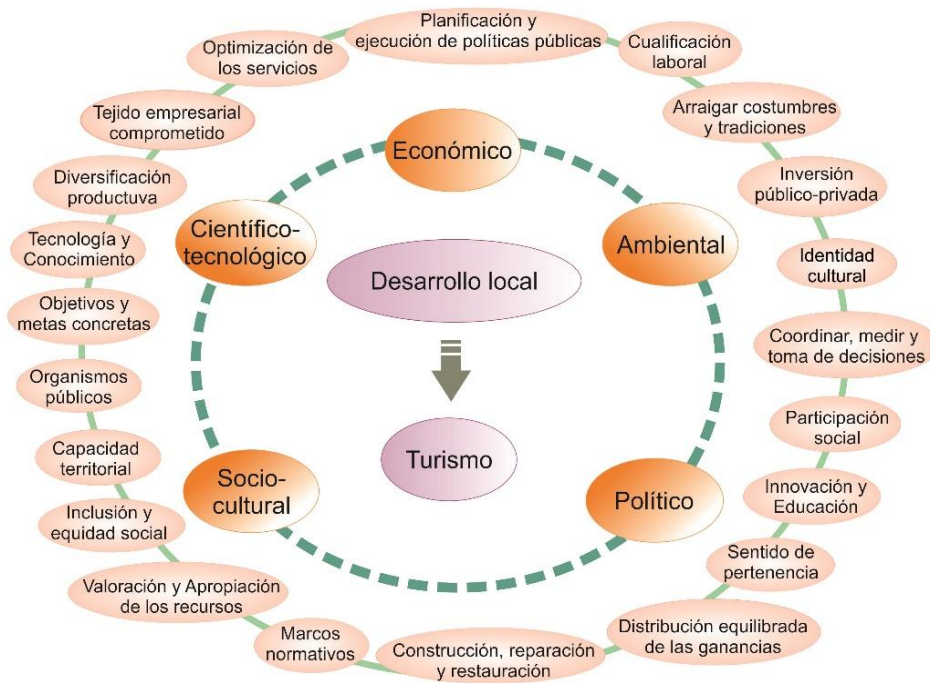 Planificación y
ejecución de políticas públicas
Cualificación
laboral
Arraigar costumbres
y tradiciones
Inversión
público-privada
Identidad
cultural
Coordinar, medir y
toma de decisiones
Participación
social
Innovación y
Educación
Sentido de
pertenencia
Distribución equilibrada
de las ganancias
Construcción, reparación
y restauración
Marcos
normativos
Valoración y Apropiación
de los recursos
Inclusión y
equidad social
Capacidad
territorial
Organismos
públicos
Objetivos y
metas concretas
Tecnología y
Conocimiento
Diversificación
productuva
Tejido empresarial
comprometido
Optimización de
los servicios
Económico
Ambiental
Político
Socio-
cultural
Científico-
tecnológico
Desarrollo local
Turismo